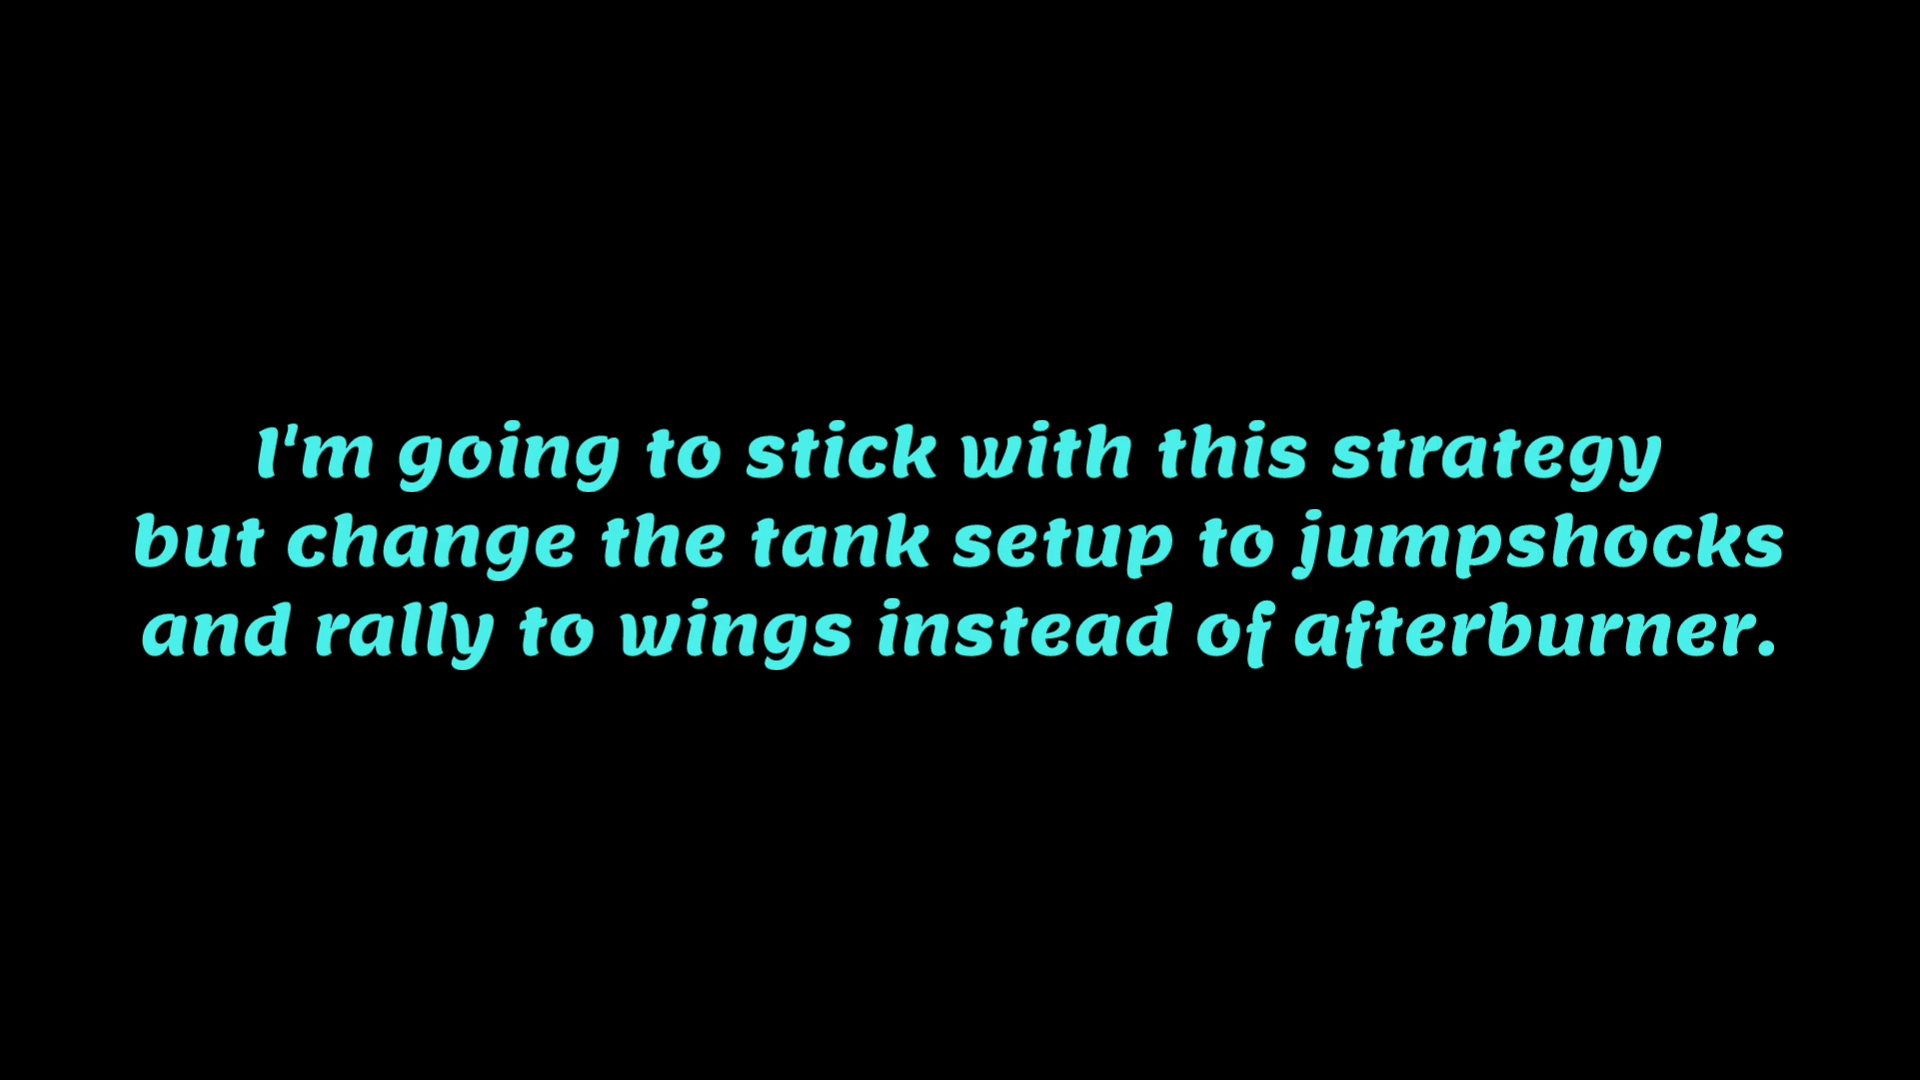 I'm going to stick with this strategy
but change the tank setup to jumpshocks
and rally to wings instead of afterburner.